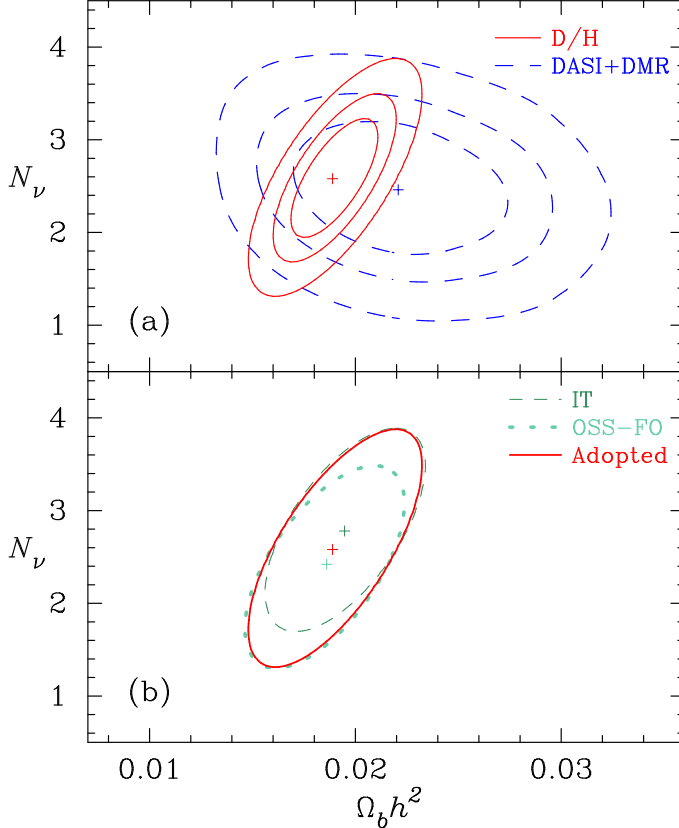 4
D/H
DASI+DMR
3
N_ν
2
1
(a)
4
IT
OSS-FO
Adopted
3
N_ν
2
1
(b)
0.01 0.02 0.03
Ω_b h²